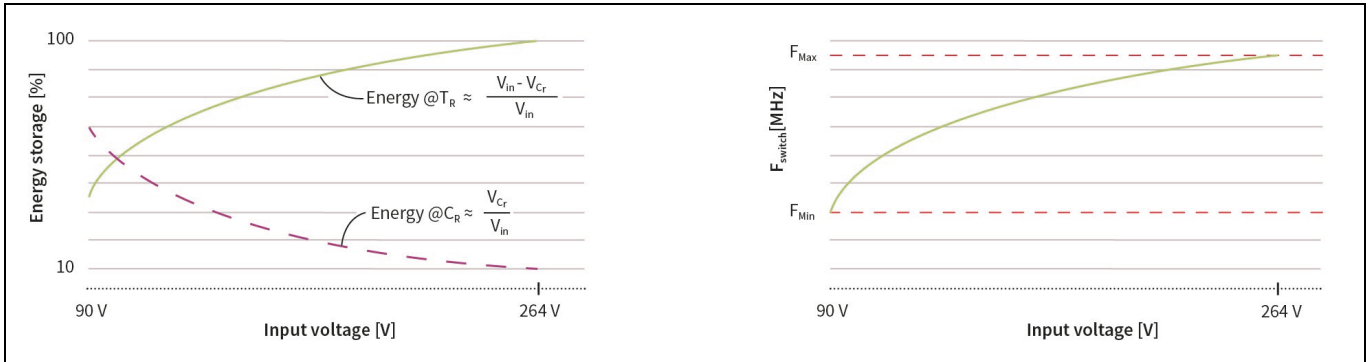 100
Energy storage [%]
Energy @T_R ≈ V_in - V_Cr
V_in
Energy @C_R ≈ V_Cr
V_in
10
90 V
264 V
Input voltage [V]
F_Max
F_switch[MHz]
F_Min
90 V
264 V
Input voltage [V]